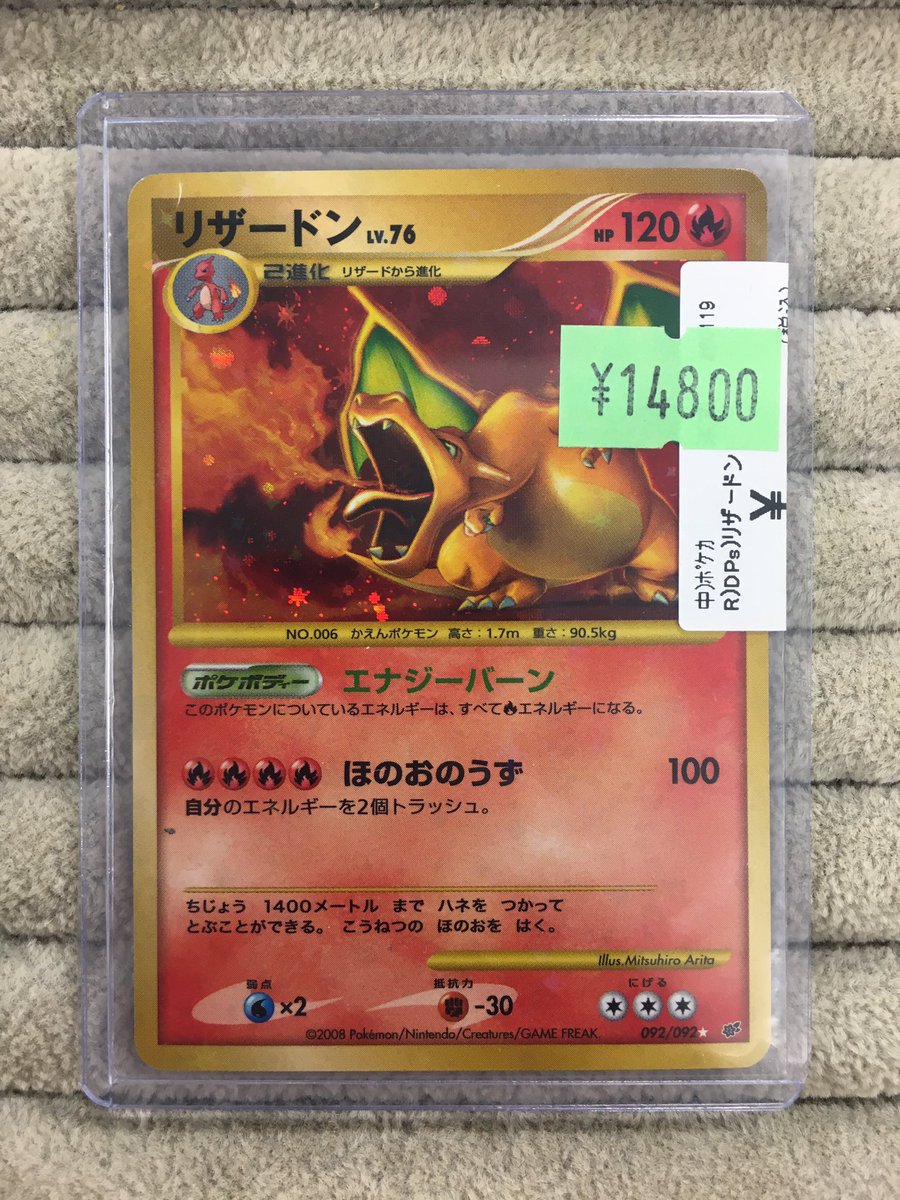 リザードン LV.76
HP 120
2進化 リザードから進化
119
(税込)
¥14800
¥
中)ポケカ
R)DPs)リザードン
NO.006 かえんポケモン 高さ：1.7m 重さ：90.5kg
ポケボディー エナジーバーン
このポケモンについているエネルギーは、すべてエネルギーになる。
ほのおのうず 100
自分のエネルギーを2個トラッシュ。
ちじょう 1400メートル まで ハネを つかって
とぶことができる。 こうねつの ほのおを はく。
Illus.Mitsuhiro Arita
弱点 抵抗力 にげる
×2 -30
©2008 Pokémon/Nintendo/Creatures/GAME FREAK.
092/092★